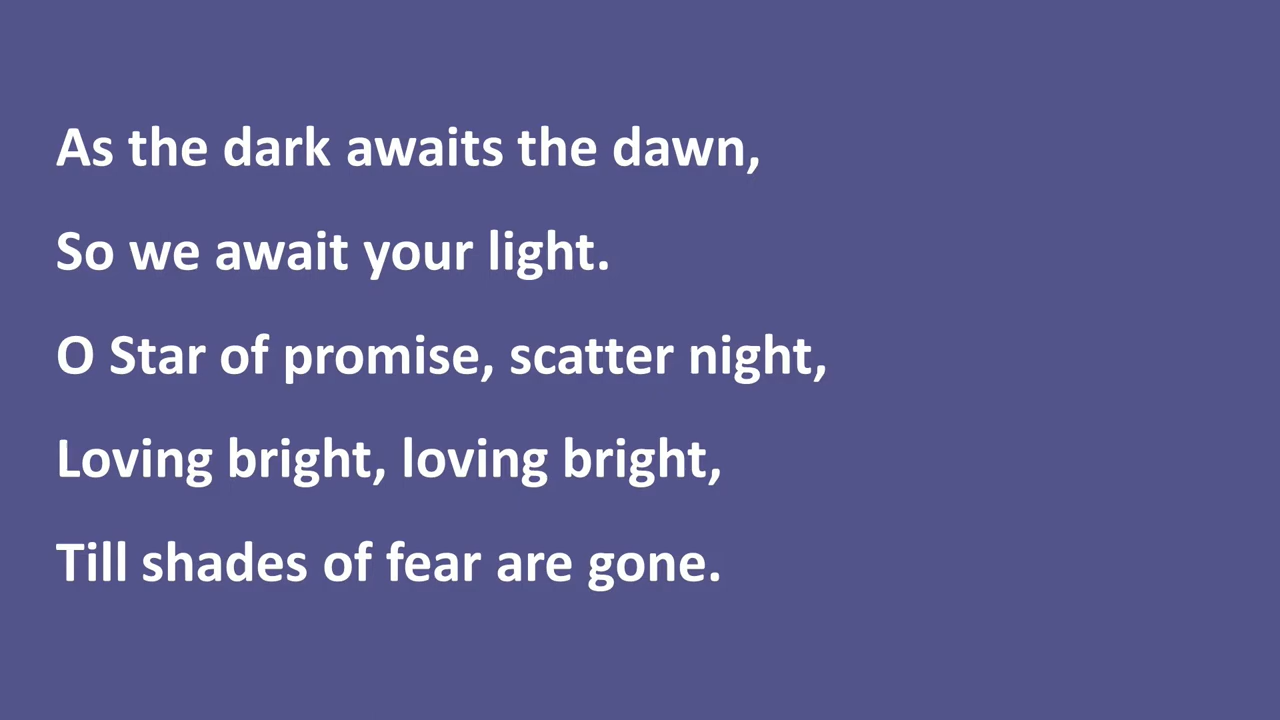 As the dark awaits the dawn,
So we await your light.
O Star of promise, scatter night,
Loving bright, loving bright,
Till shades of fear are gone.